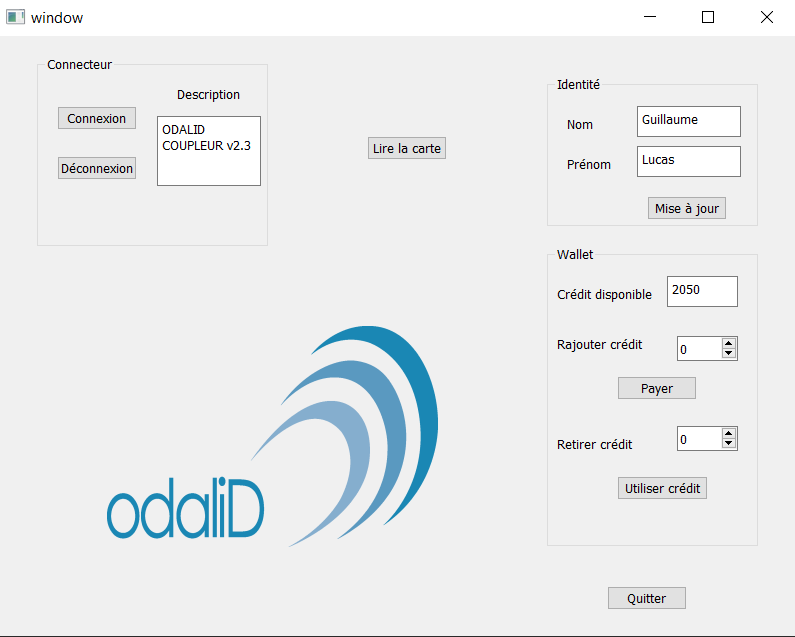 window
Connecteur
Description
Connexion
ODALID
COUPLEUR v2.3
Déconnexion
Lire la carte
Identité
Nom
Guillaume
Prénom
Lucas
Mise à jour
Wallet
Crédit disponible
2050
Rajouter crédit
0
Payer
Retirer crédit
0
Utiliser crédit
odaliD
Quitter